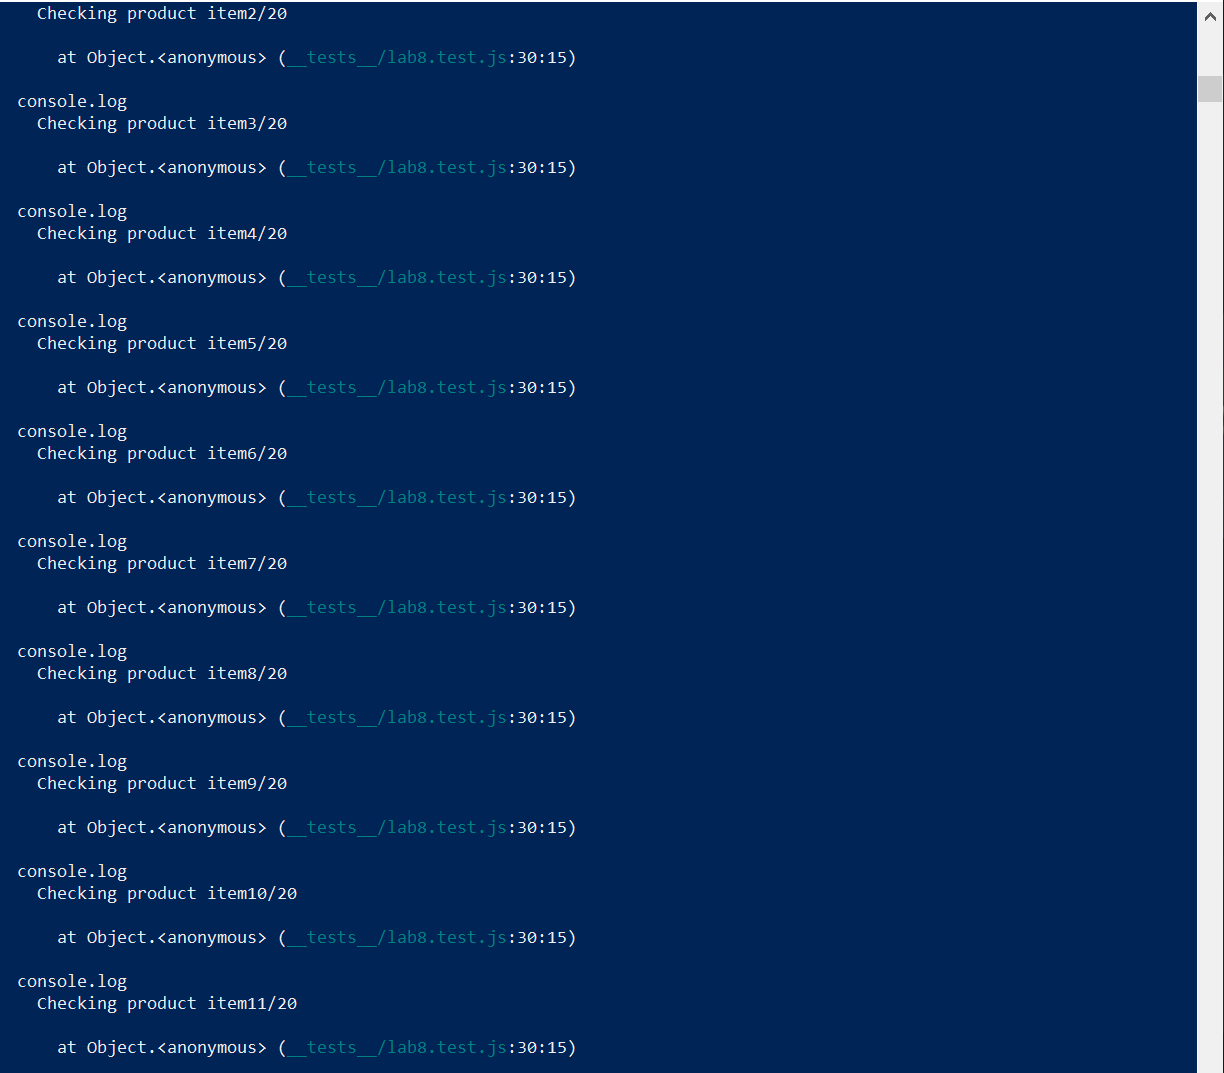 Checking product item2/20
at Object.<anonymous> (__tests__/lab8.test.js:30:15)
console.log
Checking product item3/20
at Object.<anonymous> (__tests__/lab8.test.js:30:15)
console.log
Checking product item4/20
at Object.<anonymous> (__tests__/lab8.test.js:30:15)
console.log
Checking product item5/20
at Object.<anonymous> (__tests__/lab8.test.js:30:15)
console.log
Checking product item6/20
at Object.<anonymous> (__tests__/lab8.test.js:30:15)
console.log
Checking product item7/20
at Object.<anonymous> (__tests__/lab8.test.js:30:15)
console.log
Checking product item8/20
at Object.<anonymous> (__tests__/lab8.test.js:30:15)
console.log
Checking product item9/20
at Object.<anonymous> (__tests__/lab8.test.js:30:15)
console.log
Checking product item10/20
at Object.<anonymous> (__tests__/lab8.test.js:30:15)
console.log
Checking product item11/20
at Object.<anonymous> (__tests__/lab8.test.js:30:15)